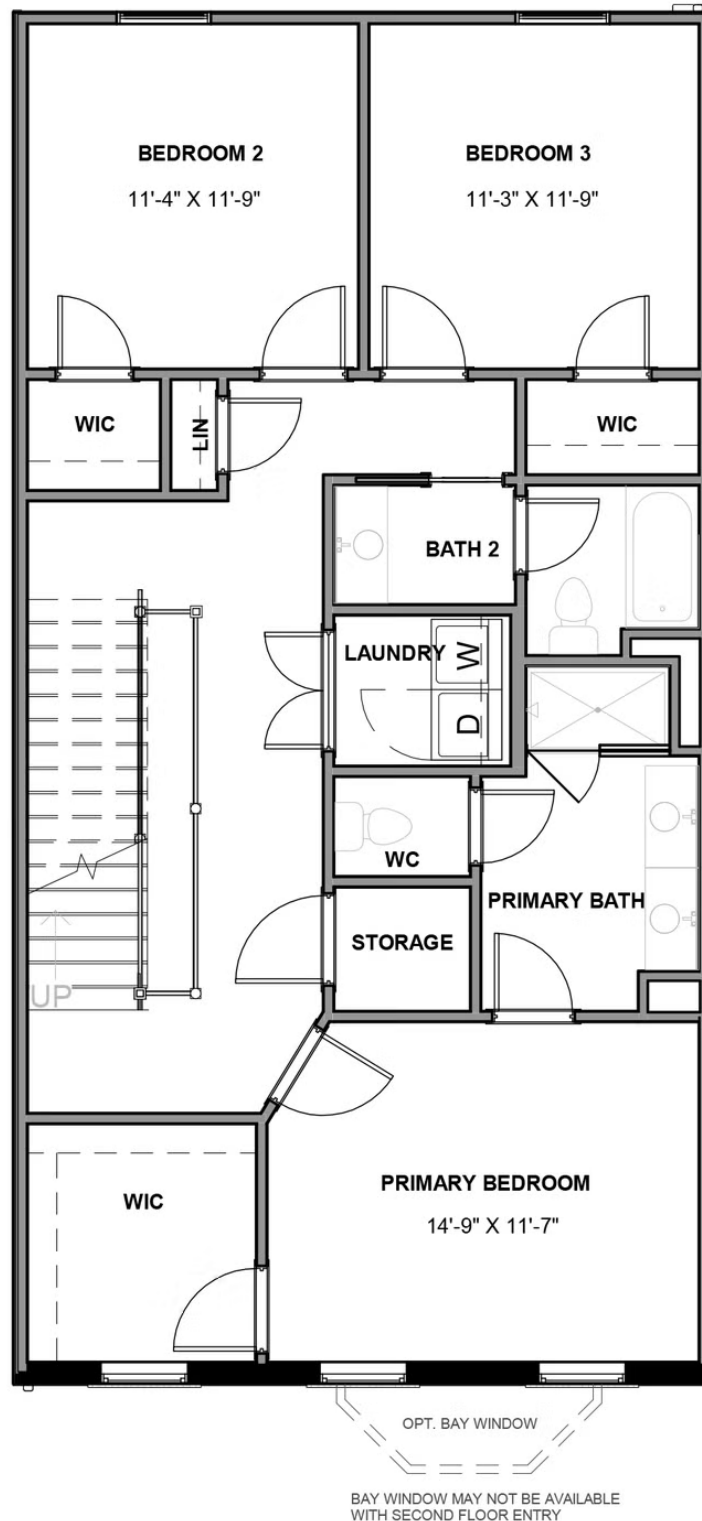 BEDROOM 2
11'-4" X 11'-9"
BEDROOM 3
11'-3" X 11'-9"
WIC
LIN
WIC
BATH 2
LAUNDRY
W
D
WC
PRIMARY BATH
STORAGE
UP
PRIMARY BEDROOM
14'-9" X 11'-7"
WIC
OPT. BAY WINDOW
BAY WINDOW MAY NOT BE AVAILABLE
WITH SECOND FLOOR ENTRY